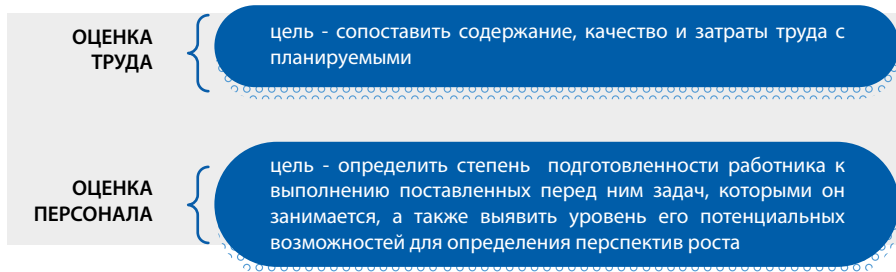 ОЦЕНКА
ТРУДА
цель - сопоставить содержание, качество и затраты труда с
планируемыми
ОЦЕНКА
ПЕРСОНАЛА
цель - определить степень подготовленности работника к
выполнению поставленных перед ним задач, которыми он
занимается, а также выявить уровень его потенциальных
возможностей для определения перспектив роста